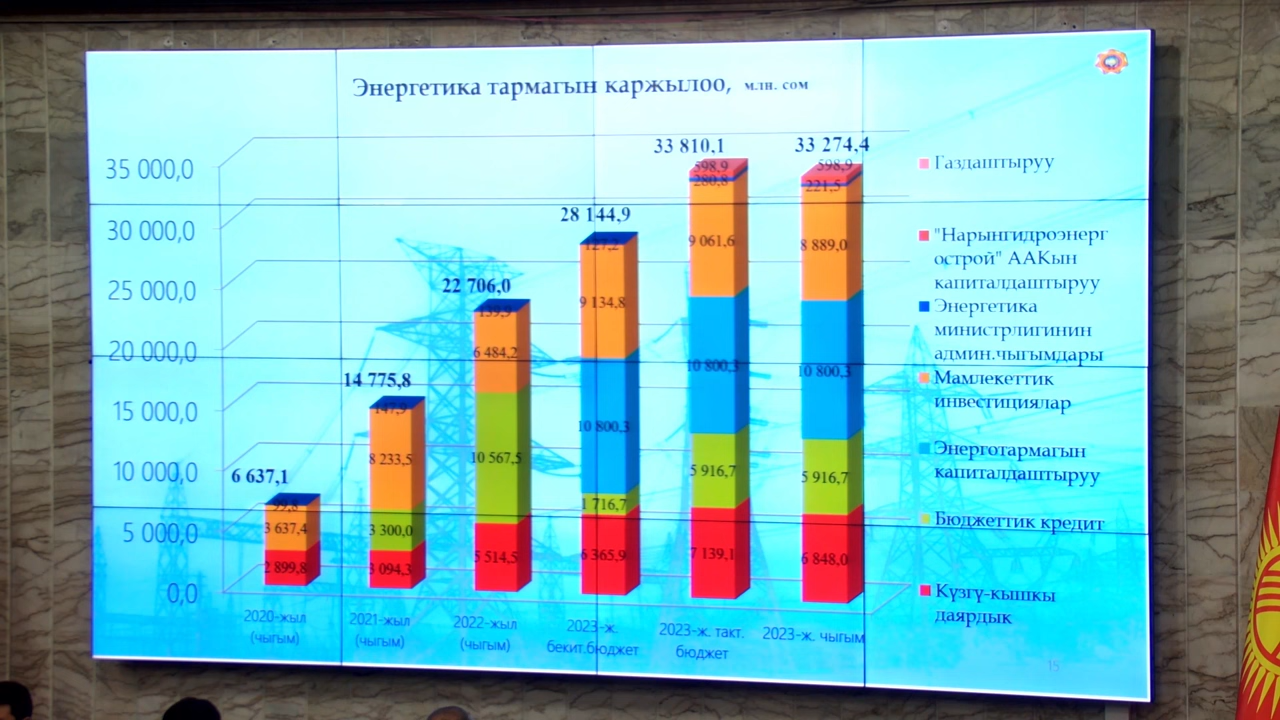 Энергетика тармагын каржылоо, млн. сом
35 000,0
30 000,0
25 000,0
20 000,0
15 000,0
10 000,0
5 000,0
0,0
6 637,1
3 637,4
2 899,8
14 775,8
147,9
8 233,5
3 300,0
3 094,3
22 706,0
139,9
6 484,2
10 567,5
5 514,5
28 144,9
127,2
9 134,8
10 800,3
1 716,7
6 365,9
33 810,1
598,9
9 061,6
10 800,3
5 916,7
7 139,1
33 274,4
598,9
221,5
8 889,0
10 800,3
5 916,7
6 848,0
2020-жыл
(чыгым)
2021-жыл
(чыгым)
2022-жыл
(чыгым)
2023-ж.
бекит.бюджет
2023-ж. такт.
бюджет
2023-ж. чыгым
Газдаштыруу
"Нарынгидроэнерг
острой" ААКын
капиталдаштыруу
Энергетика
министрлигинин
админ.чыгымдары
Мамлекеттик
инвестициялар
Энерготармагын
капиталдаштыруу
Бюджеттик кредит
Күзгү-кышкы
даярдык
15